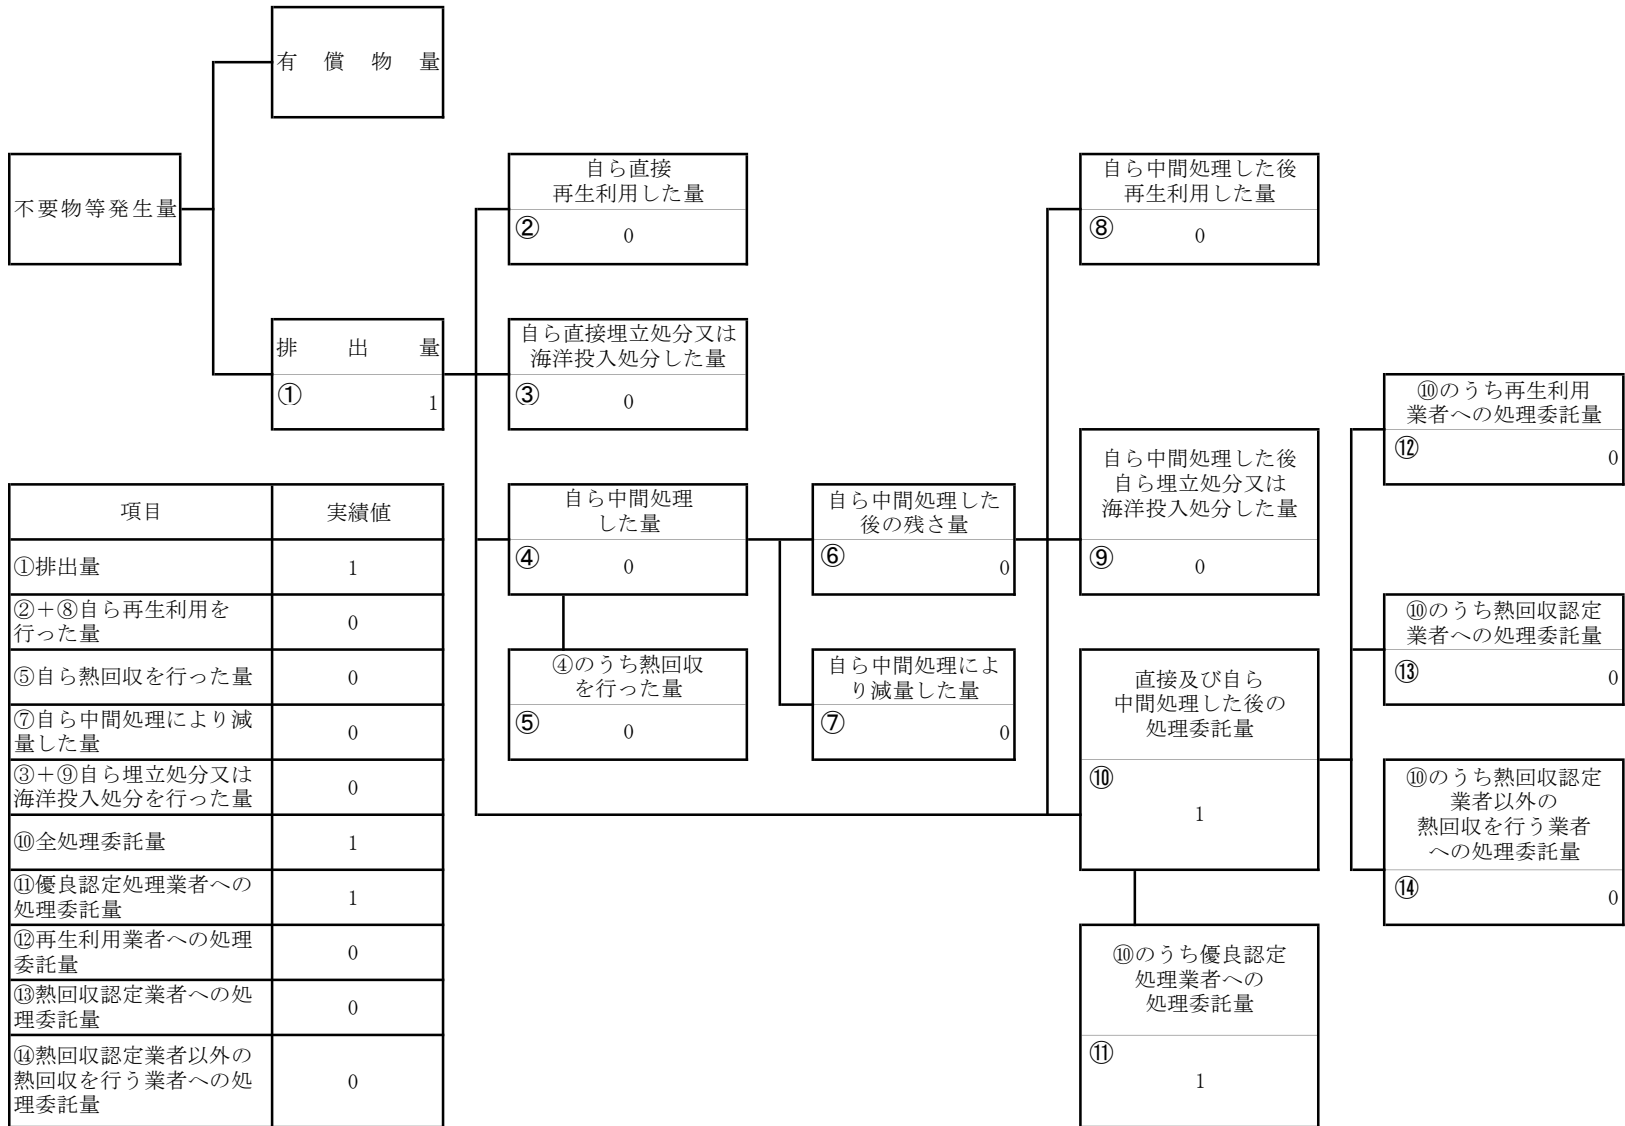 有償物量
不要物等発生量
自ら直接
再生利用した量
② 0
自ら中間処理した後
再生利用した量
⑧ 0
排出量
① 1
自ら直接埋立処分又は
海洋投入処分した量
③ 0
⑩のうち再生利用
業者への処理委託量
⑫ 0
自ら中間処理した後
自ら埋立処分又は
海洋投入処分した量
⑨ 0
自ら中間処理
した量
④ 0
自ら中間処理した
後の残さ量
⑥ 0
④のうち熱回収
を行った量
⑤ 0
自ら中間処理によ
り減量した量
⑦ 0
直接及び自ら
中間処理した後の
処理委託量
⑩
1
⑩のうち熱回収認定
業者への処理委託量
⑬ 0
⑩のうち熱回収認定
業者以外の
熱回収を行う業者
への処理委託量
⑭ 0
⑩のうち優良認定
処理業者への
処理委託量
⑪
1
項目 実績値
①排出量 1
②+⑧自ら再生利用を
行った量 0
⑤自ら熱回収を行った量 0
⑦自ら中間処理により減
量した量 0
③+⑨自ら埋立処分又は
海洋投入処分を行った量 0
⑩全処理委託量 1
⑪優良認定処理業者への
処理委託量 1
⑫再生利用業者への処理
委託量 0
⑬熱回収認定業者への処
理委託量 0
⑭熱回収認定業者以外の
熱回収を行う業者への処
理委託量 0